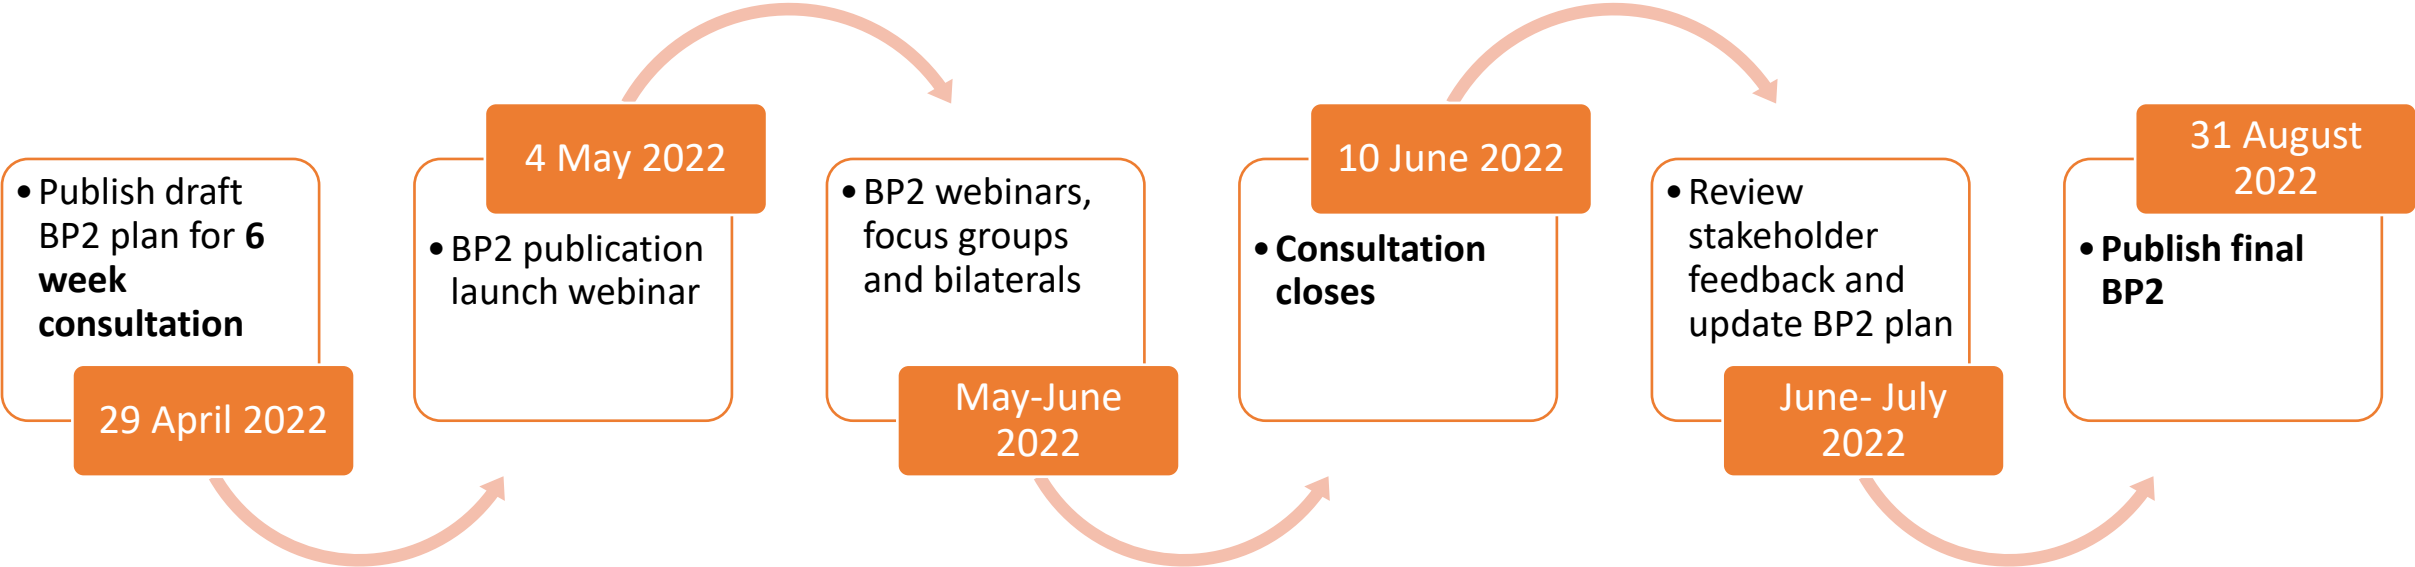 • Publish draft
BP2 plan for 6
week
consultation
29 April 2022
4 May 2022
• BP2 publication
launch webinar
• BP2 webinars,
focus groups
and bilaterals
May-June
2022
10 June 2022
• Consultation
closes
• Review
stakeholder
feedback and
update BP2 plan
June- July
2022
31 August
2022
• Publish final
BP2